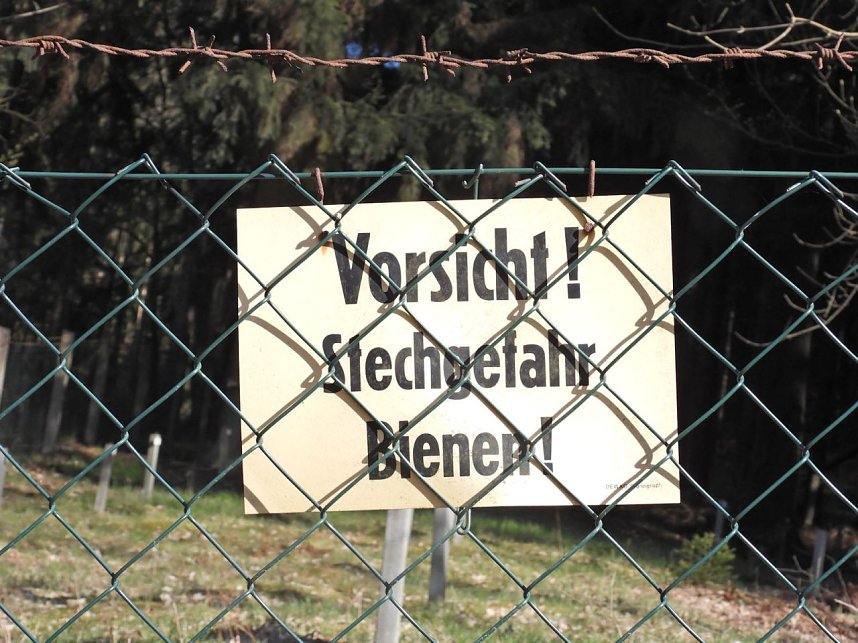 Vorsicht !
Stechgefahr
Bienen !